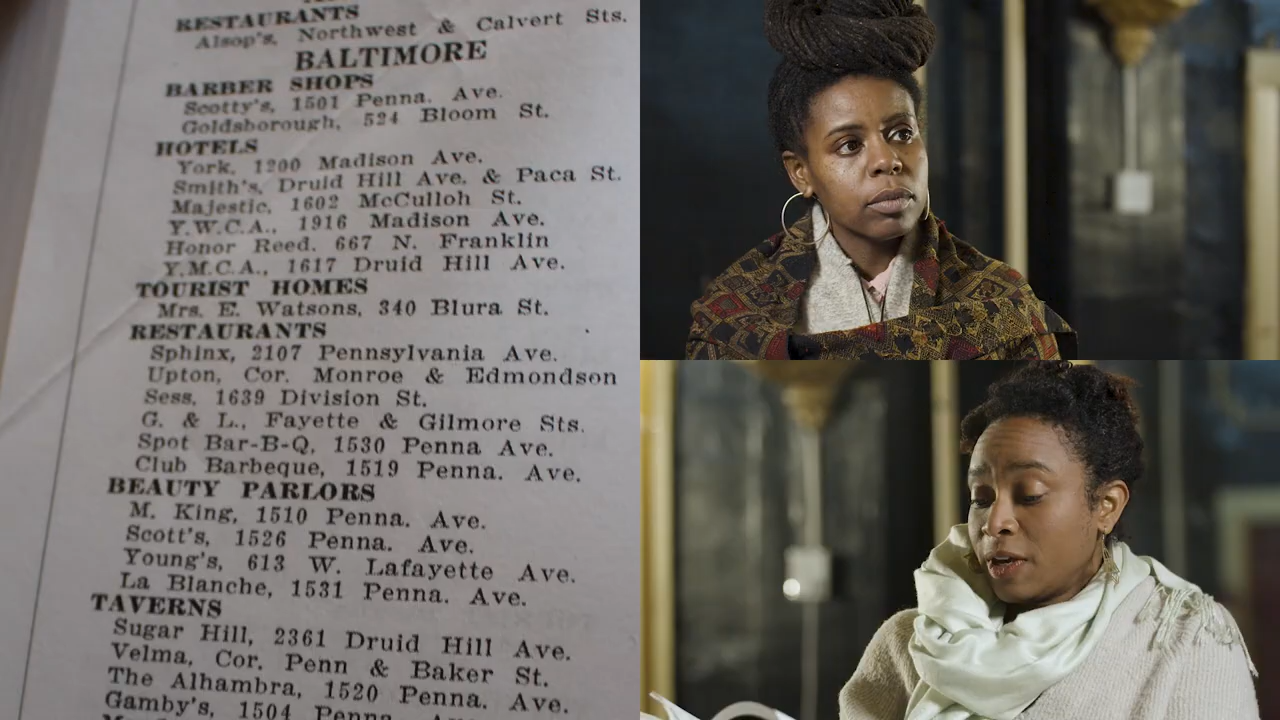 RESTAURANTS
Alsop's, Northwest & Calvert Sts.
BALTIMORE
BARBER SHOPS
Scotty's, 1501 Penna. Ave.
Goldsborough, 524 Bloom St.
HOTELS
York, 1200 Madison Ave.
Smith's, Druid Hill Ave. & Paca St.
Majestic, 1602 McCulloh St.
Y.W.C.A., 1916 Madison Ave.
Honor Reed, 667 N. Franklin
Y.M.C.A., 1617 Druid Hill Ave.
TOURIST HOMES
Mrs. E. Watsons, 340 Blura St.
RESTAURANTS
Sphinx, 2107 Pennsylvania Ave.
Upton, Cor. Monroe & Edmondson
Sess, 1639 Division St.
G. & L., Fayette & Gilmore Sts.
Spot Bar-B-Q, 1530 Penna Ave.
Club Barbeque, 1519 Penna. Ave.
BEAUTY PARLORS
M. King, 1510 Penna. Ave.
Scott's, 1526 Penna. Ave.
Young's, 613 W. Lafayette Ave.
La Blanche, 1531 Penna. Ave.
TAVERNS
Sugar Hill, 2361 Druid Hill Ave.
Velma, Cor. Penn & Baker St.
The Alhambra, 1520 Penna. Ave.
Gamby's, 1504 Penna. Ave.